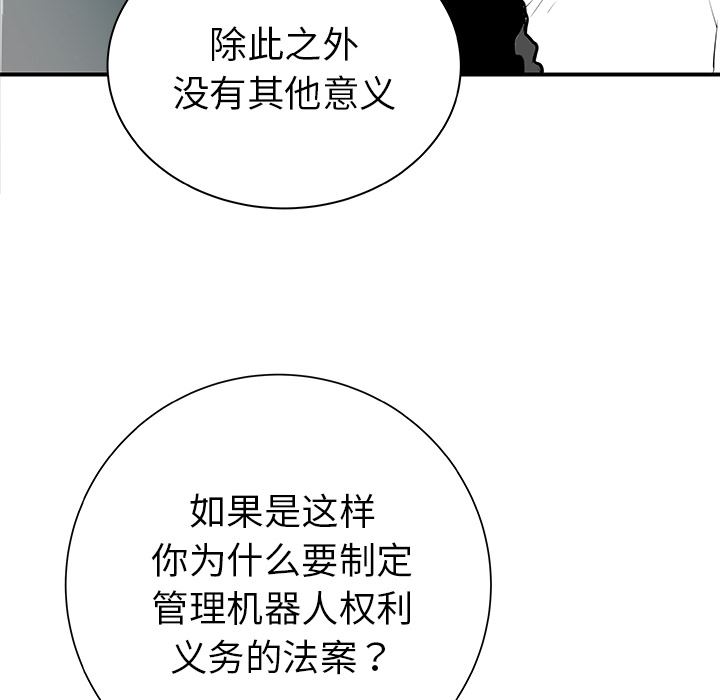 除此之外
没有其他意义
如果是这样
你为什么要制定
管理机器人权利
义务的法案？